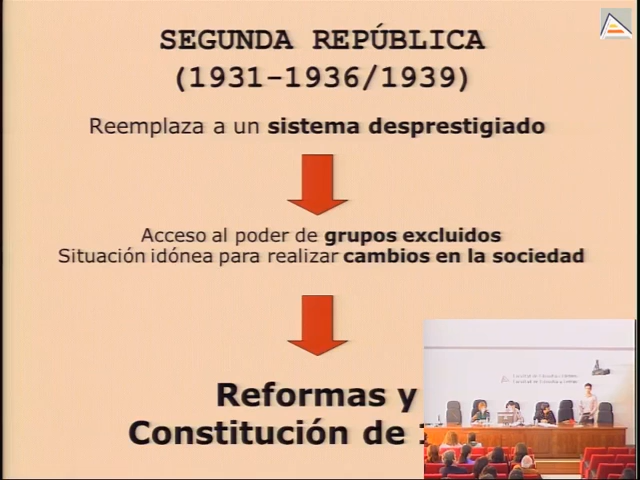 SEGUNDA REPÚBLICA
(1931-1936/1939)
Reemplaza a un sistema desprestigiado
Acceso al poder de grupos excluidos
Situación idónea para realizar cambios en la sociedad
Reformas y
Constitución de